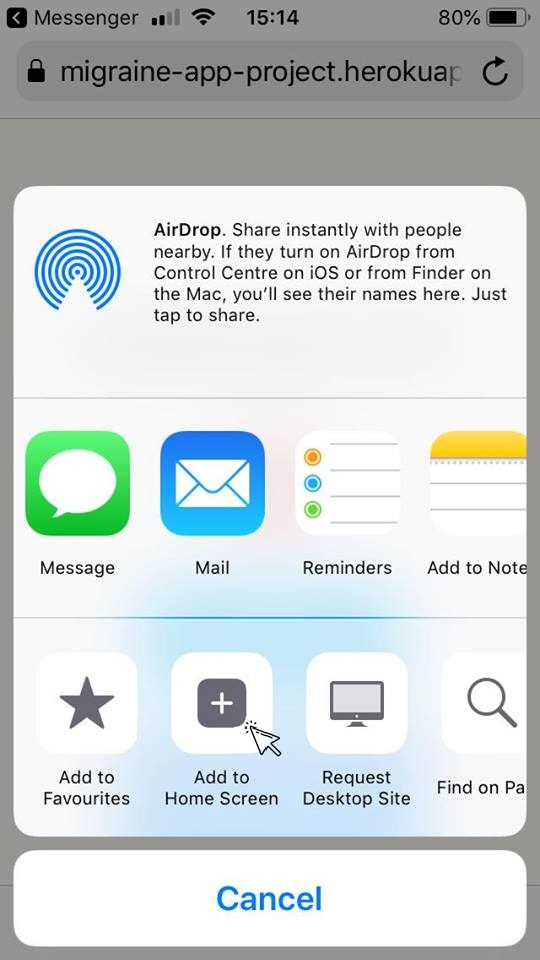 Messenger 15:14 80%
migraine-app-project.herokuap
AirDrop. Share instantly with people
nearby. If they turn on AirDrop from
Control Centre on iOS or from Finder on
the Mac, you'll see their names here. Just
tap to share.
Message Mail Reminders Add to Note
Add to Favourites
Add to Home Screen
Request Desktop Site
Find on Pa
Cancel